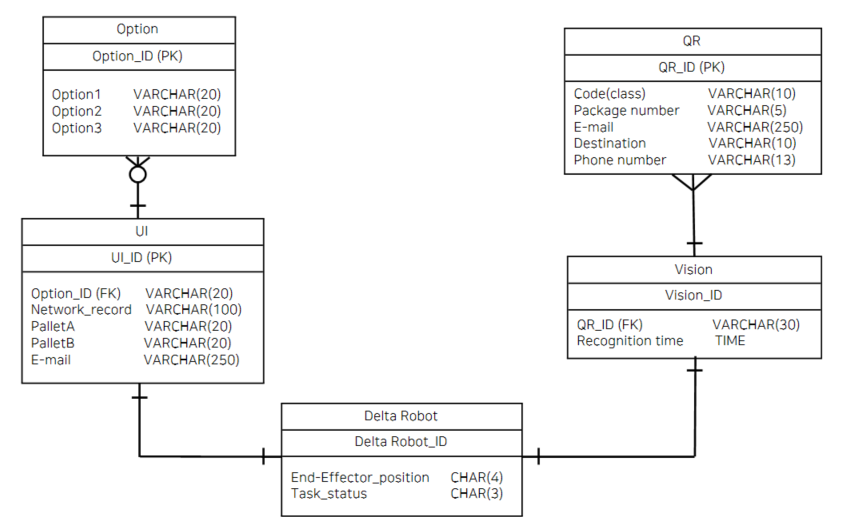 Option
Option_ID (PK)
Option1 VARCHAR(20)
Option2 VARCHAR(20)
Option3 VARCHAR(20)
QR
QR_ID (PK)
Code(class) VARCHAR(10)
Package number VARCHAR(5)
E-mail VARCHAR(250)
Destination VARCHAR(10)
Phone number VARCHAR(13)
UI
UI_ID (PK)
Option_ID (FK) VARCHAR(20)
Network_record VARCHAR(100)
PalletA VARCHAR(20)
PalletB VARCHAR(20)
E-mail VARCHAR(250)
Vision
Vision_ID
QR_ID (FK) VARCHAR(30)
Recognition time TIME
Delta Robot
Delta Robot_ID
End-Effector_position CHAR(4)
Task_status CHAR(3)